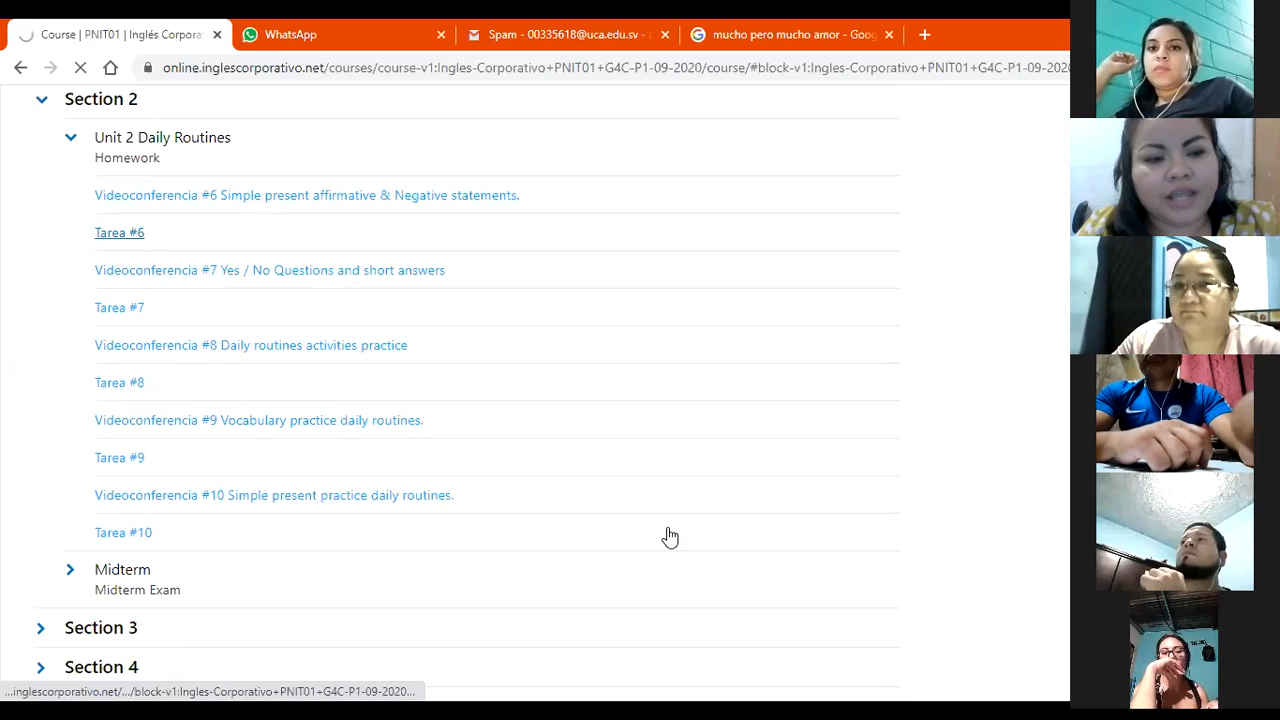 Course | PNIT01 | Inglés Corpora
WhatsApp
Spam - 00335618@uca.edu.sv -
mucho pero mucho amor - Goo
online.inglescorporativo.net/courses/course-v1:Ingles-Corporativo+PNIT01+G4C-P1-09-2020/course/#block-v1:Ingles-Corporativo+PNIT01+G4C-P1-09-2020
Section 2
Unit 2 Daily Routines
Homework
Videoconferencia #6 Simple present affirmative & Negative statements.
Tarea #6
Videoconferencia #7 Yes / No Questions and short answers
Tarea #7
Videoconferencia #8 Daily routines activities practice
Tarea #8
Videoconferencia #9 Vocabulary practice daily routines.
Tarea #9
Videoconferencia #10 Simple present practice daily routines.
Tarea #10
Midterm
Midterm Exam
Section 3
Section 4
...inglescorporativo.net/.../block-v1:Ingles-Corporativo+PNIT01+G4C-P1-09-2020...